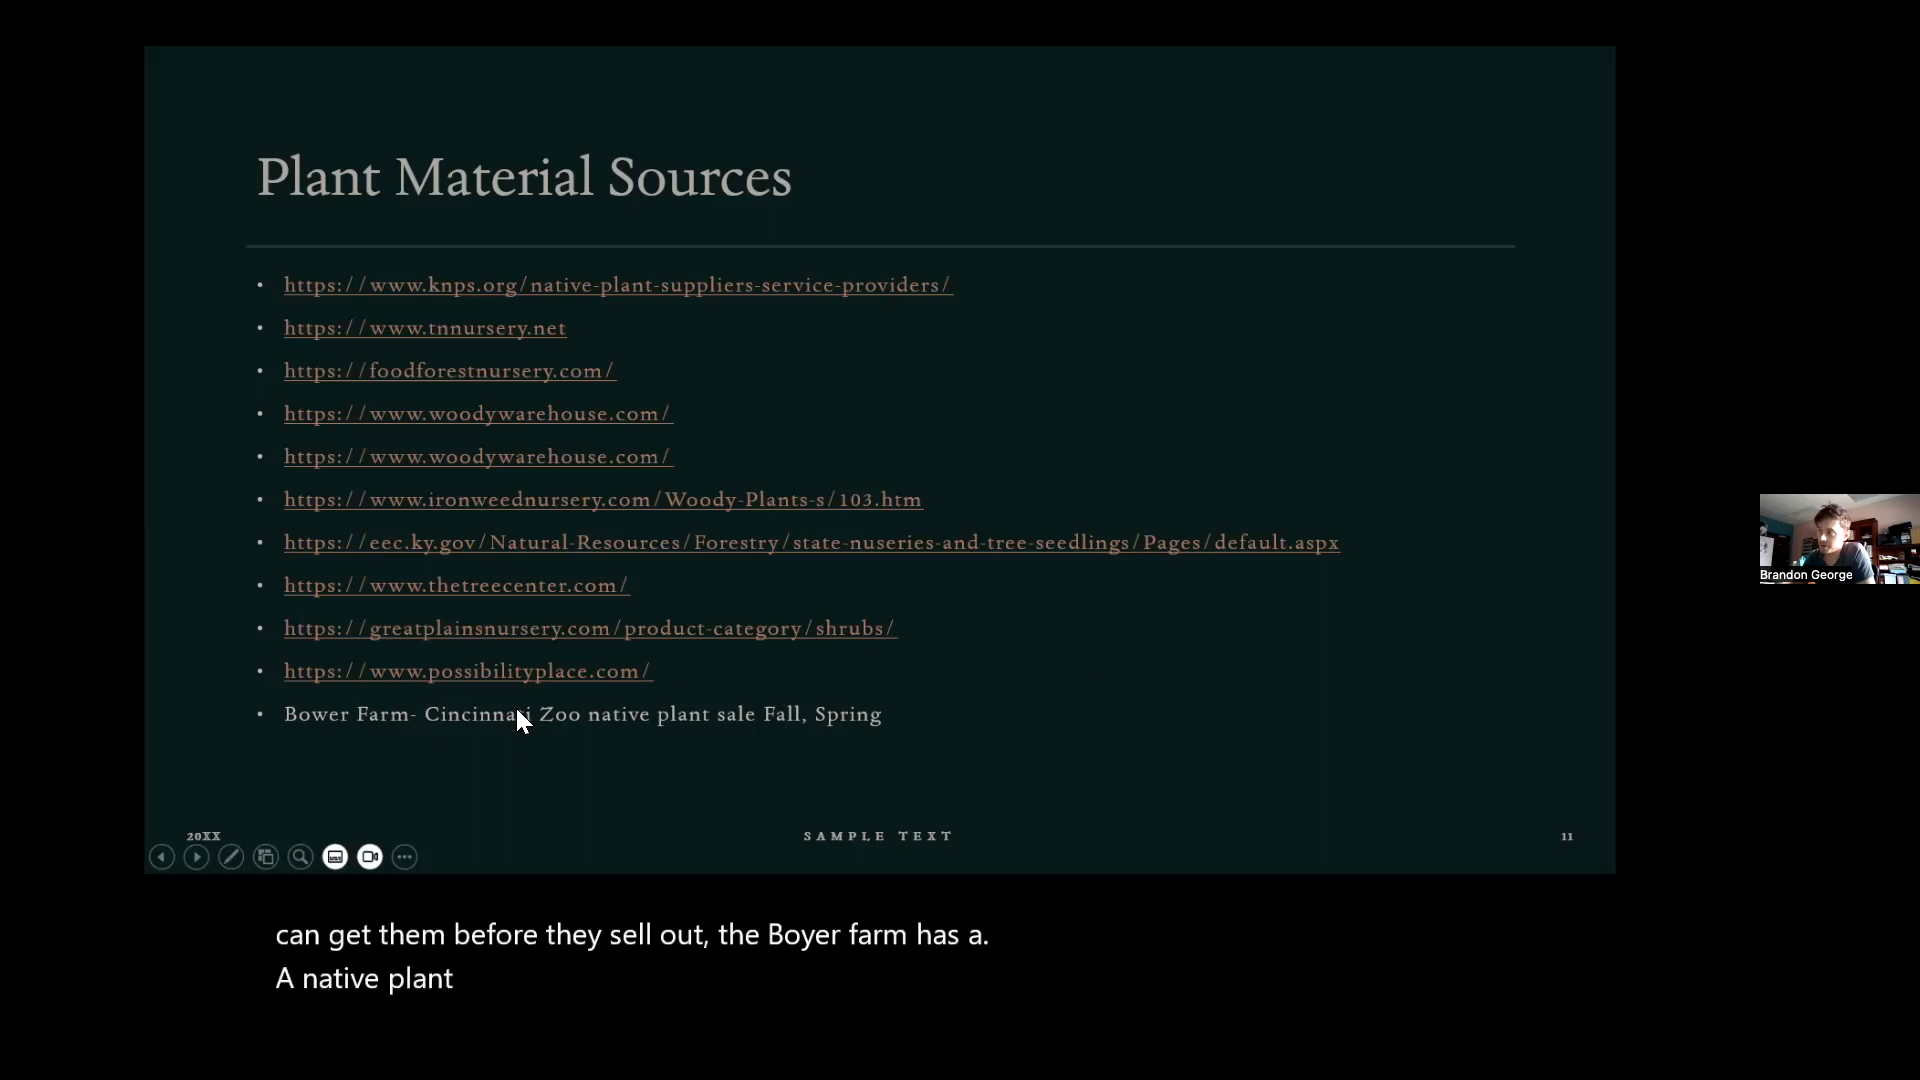 Plant Material Sources
• https://www.knps.org/native-plant-suppliers-service-providers/
• https://www.tnnursery.net
• https://foodforestnursery.com/
• https://www.woodywarehouse.com/
• https://www.woodywarehouse.com/
• https://www.ironweednursery.com/Woody-Plants-s/103.htm
• https://eec.ky.gov/Natural-Resources/Forestry/state-nuseries-and-tree-seedlings/Pages/default.aspx
• https://www.thetreecenter.com/
• https://greatplainsnursery.com/product-category/shrubs/
• https://www.possibilityplace.com/
• Bower Farm- Cincinnati Zoo native plant sale Fall, Spring
Brandon George
20XX
SAMPLE TEXT
11
can get them before they sell out, the Boyer farm has a.
A native plant